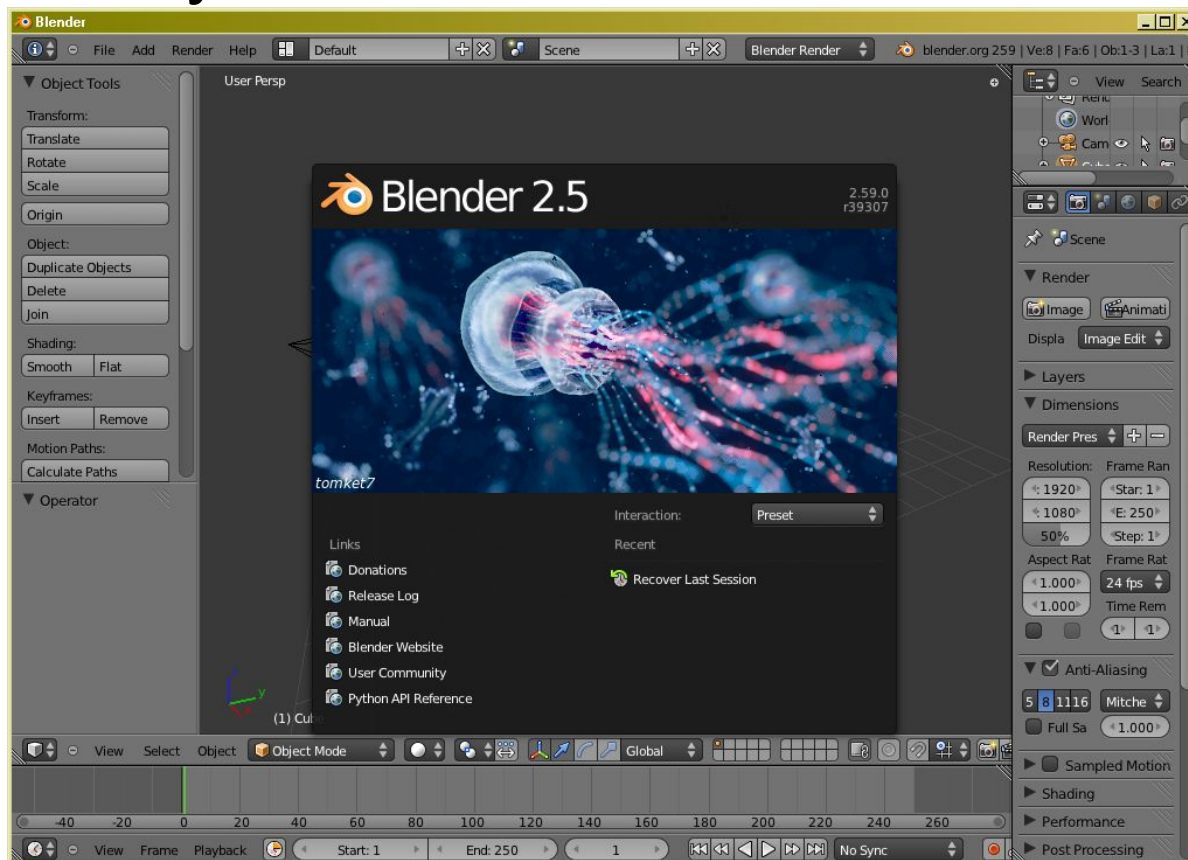 Blender
File Add Render Help Default Scene Blender Render blender.org 259 | Ve:8 | Fa:6 | Ob:1-3 | La:1 |
Object Tools
Transform:
Translate
Rotate
Scale
Origin
Object:
Duplicate Objects
Delete
Join
Shading:
Smooth Flat
Keyframes:
Insert Remove
Motion Paths:
Calculate Paths
Operator
User Persp
Blender 2.5
2.59.0
r39307
tomket7
Interaction: Preset
Links
Donations
Release Log
Manual
Blender Website
User Community
Python API Reference
Recent
Recover Last Session
y
(1) Cu
View Search
Worl
Cam
Scene
Render
Image Animati
Displa Image Edit
Layers
Dimensions
Render Pres
Resolution: Frame Ran
: 1920 Star: 1
: 1080 E: 250
50% Step: 1
Aspect Rat Frame Rat
1.000 24 fps
1.000 Time Rem
1 1
Anti-Aliasing
5 8 11 16 Mitche
Full Sa 1.000
Sampled Motion
Shading
Performance
Post Processing
View Select Object Object Mode Global
-40 -20 0 20 40 60 80 100 120 140 160 180 200 220 240 260
View Frame Playback Start: 1 End: 250 1 No Sync